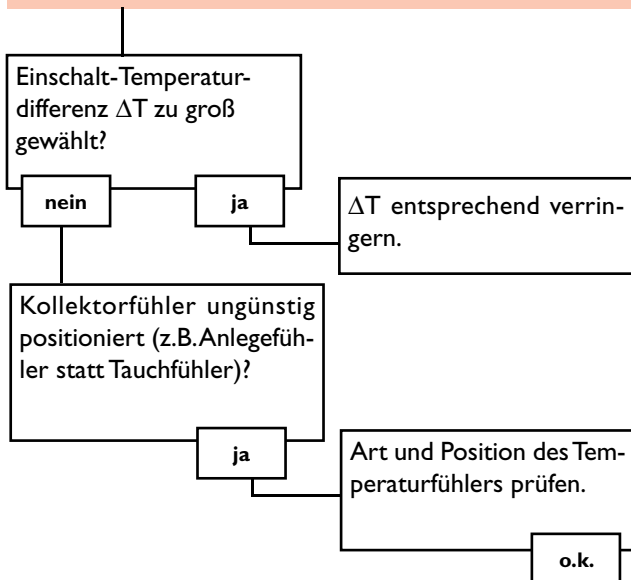 Einschalt-Temperatur-
differenz ΔT zu groß
gewählt?
nein
ja
ΔT entsprechend verrin-
gern.
Kollektorfühler ungünstig
positioniert (z.B. Anlegefüh-
ler statt Tauchfühler)?
ja
Art und Position des Tem-
peraturfühlers prüfen.
o.k.